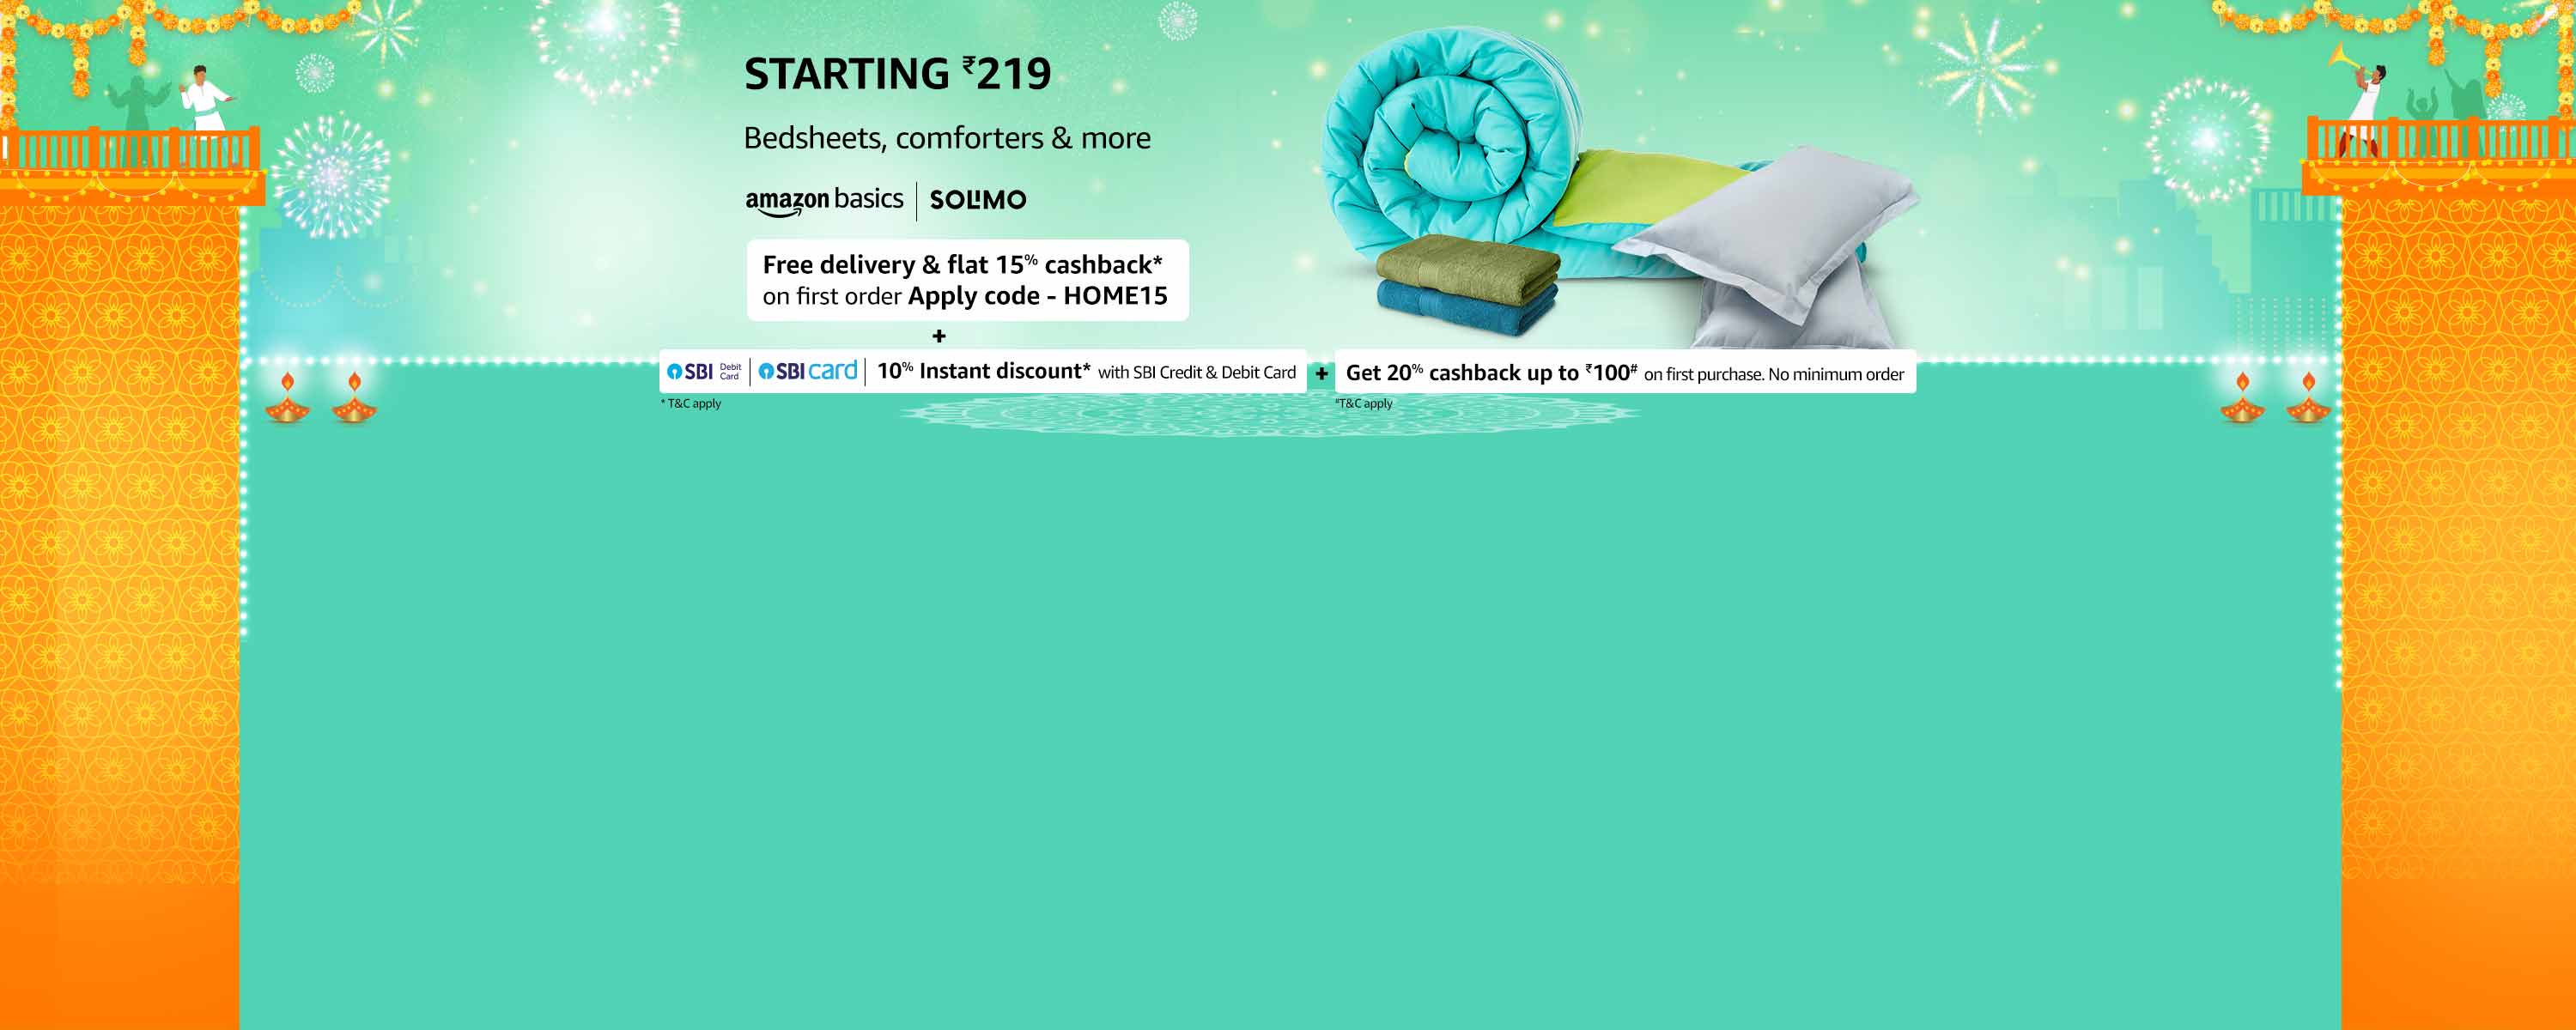 STARTING ₹219
Bedsheets, comforters & more
amazon basics | SOLIMO
Free delivery & flat 15% cashback*
on first order Apply code - HOME15
+
SBI Debit Card | SBI card | 10% Instant discount* with SBI Credit & Debit Card + Get 20% cashback up to ₹100# on first purchase. No minimum order
* T&C apply
#T&C apply